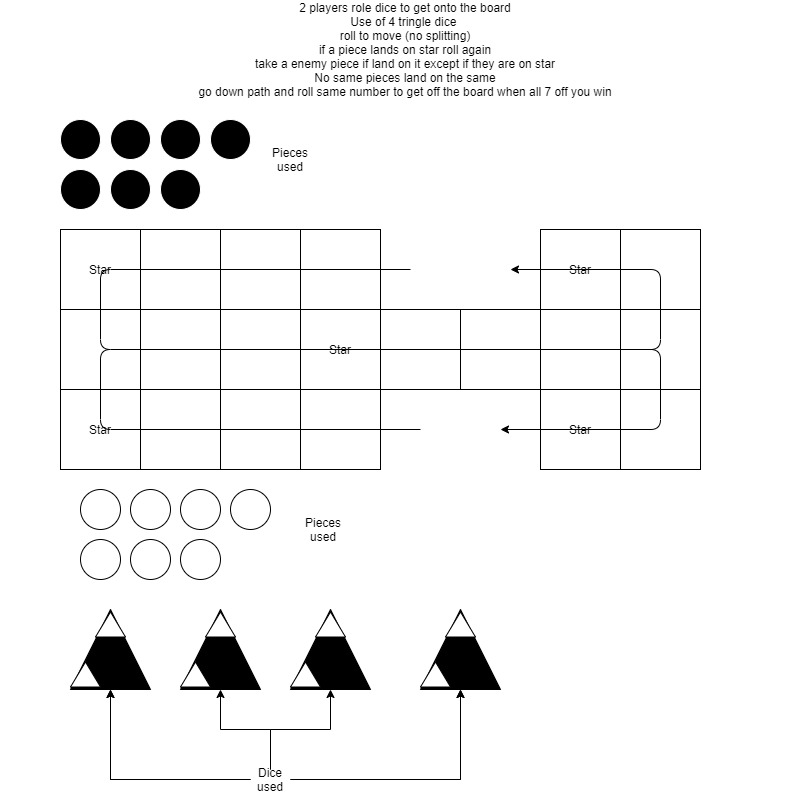 2 players role dice to get onto the board
Use of 4 tringle dice
roll to move (no splitting)
if a piece lands on star roll again
take a enemy piece if land on it except if they are on star
No same pieces land on the same
go down path and roll same number to get off the board when all 7 off you win
Pieces
used
Star
Star
Star
Star
Star
Pieces
used
Dice
used